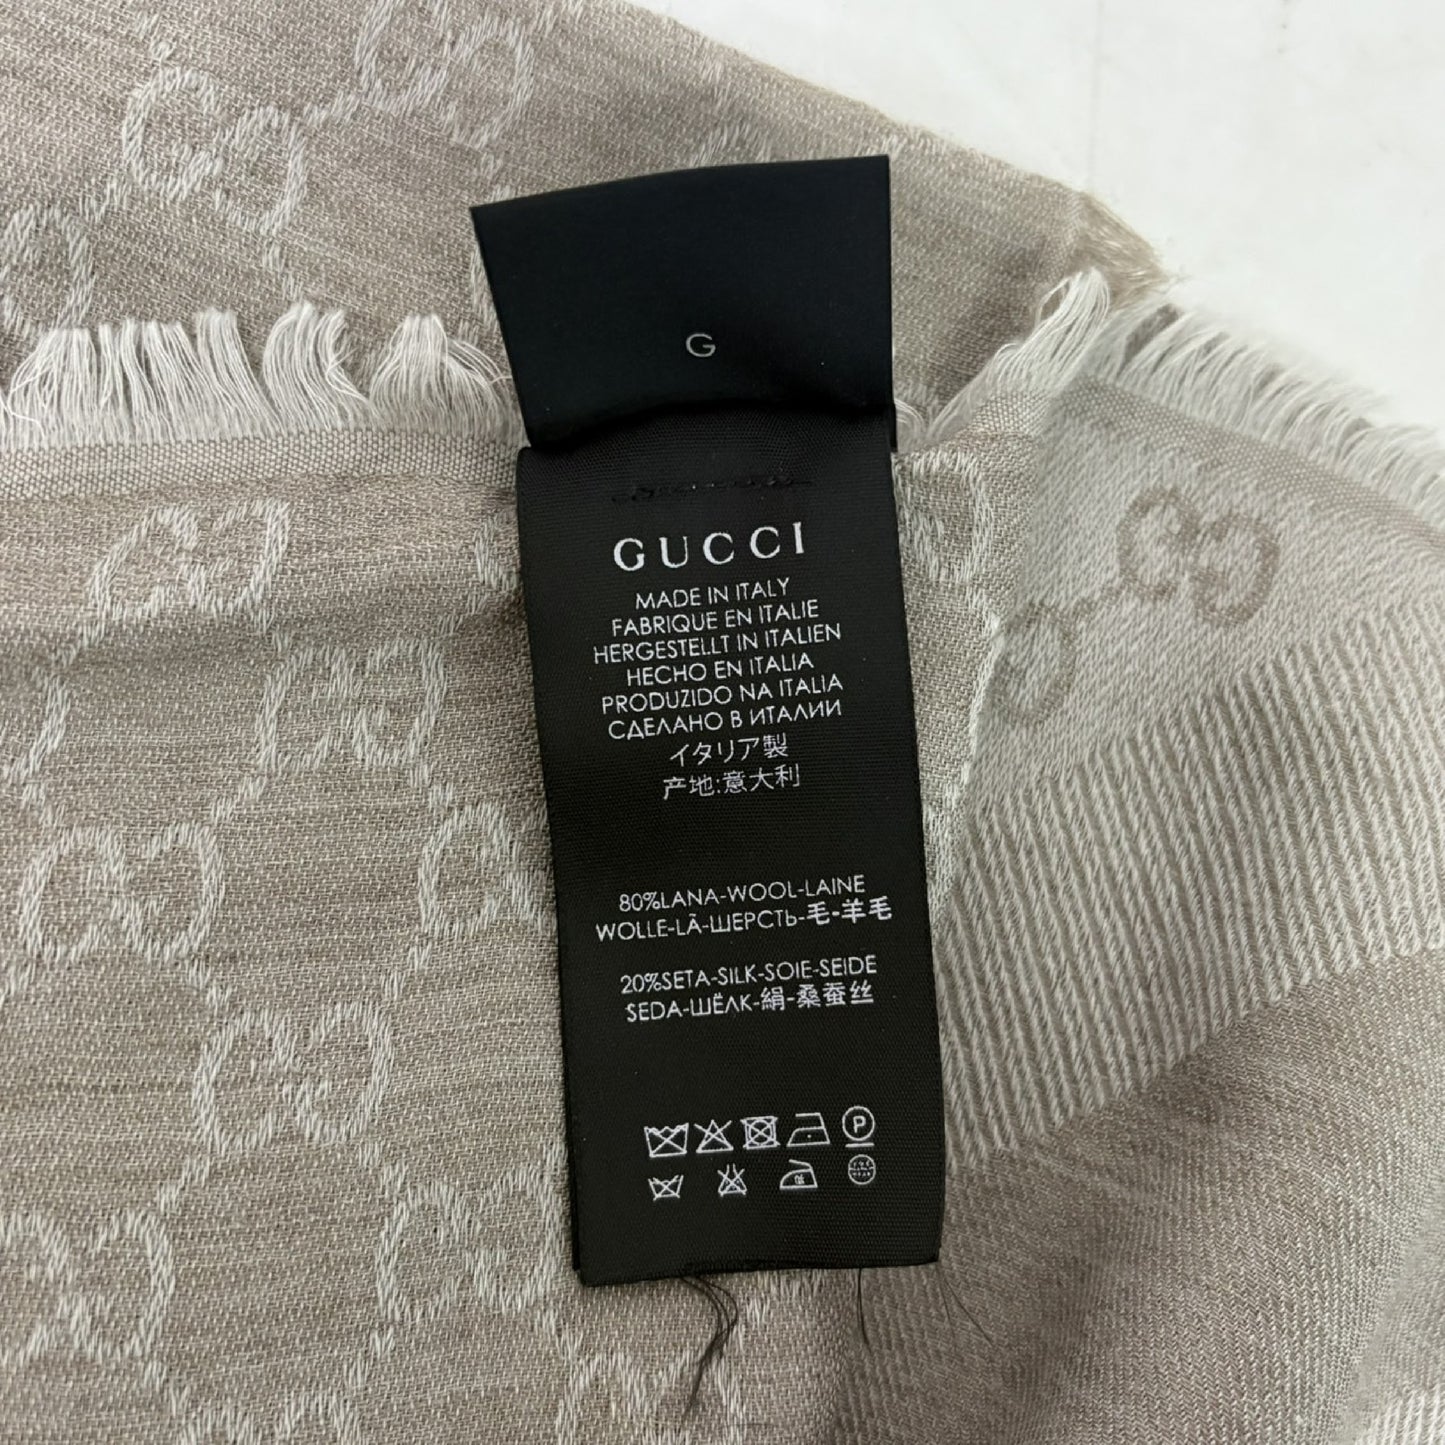 G
GUCCI
MADE IN ITALY
FABRIQUE EN ITALIE
HERGESTELLT IN ITALIEN
HECHO EN ITALIA
PRODUZIDO NA ITALIA
СДЕЛАНО В ИТАЛИИ
イタリア製
产地:意大利
80%LANA-WOOL-LAINE
WOLLE-LÃ-ШЕРСТЬ-毛-羊毛
20%SETA-SILK-SOIE-SEIDE
SEDA-ШЁЛК-絹-桑蚕丝
P